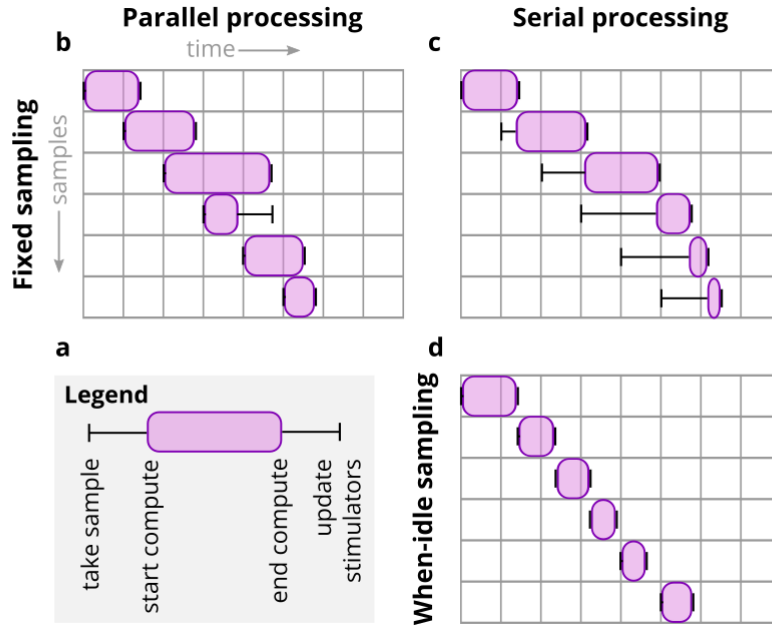 Parallel processing
Serial processing
b
time
c
Fixed sampling
samples
a
d
Legend
take sample
start compute
end compute
update
stimulators
When-idle sampling